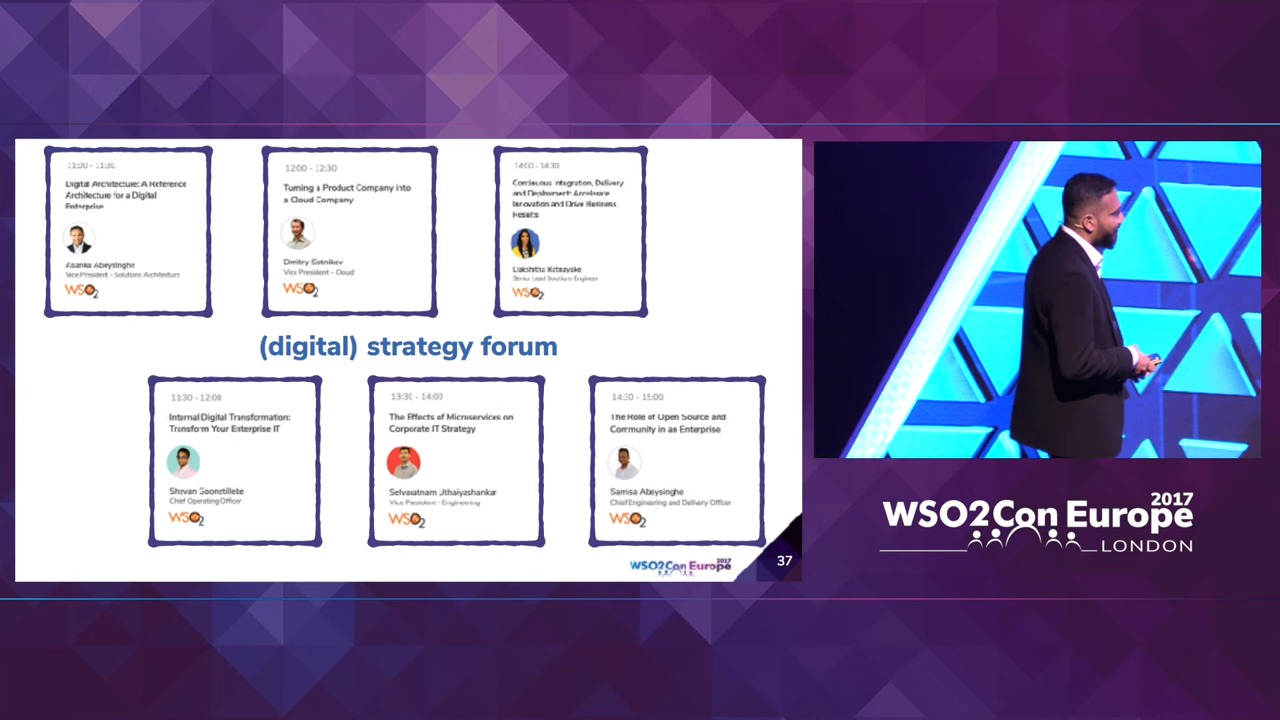 11:00 - 11:30
Digital Architecture: A Reference
Architecture for a Digital
Enterprise
Asanka Abeysinghe
Vice President - Solutions Architecture
WSO2
12:00 - 12:30
Turning a Product Company into
a Cloud Company
Dmitry Sotnikov
Vice President - Cloud
WSO2
14:00 - 14:30
Continuous Integration, Delivery
and Deployment: Accelerate
Innovation and Drive Business
Results
Dakshitha Ratnayake
Senior Lead Solutions Engineer
WSO2
(digital) strategy forum
11:30 - 12:00
Internal Digital Transformation:
Transform Your Enterprise IT
Shevan Goonetilleke
Chief Operating Officer
WSO2
13:30 - 14:00
The Effects of Microservices on
Corporate IT Strategy
Selvaratnam Uthaiyashankar
Vice President - Engineering
WSO2
14:30 - 15:00
The Role of Open Source and
Community in an Enterprise
Samisa Abeysinghe
Chief Engineering and Delivery Officer
WSO2
WSO2Con Europe 2017
37
2017
WSO2Con Europe
LONDON